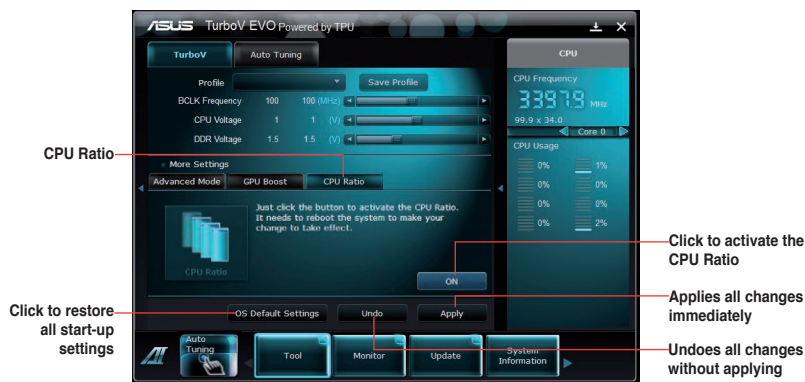 ASUS TurboV EVO Powered by TPU
TurboV
Auto Tuning
CPU
Profile
Save Profile
BCLK Frequency 100 100 (MHz)
CPU Voltage 1 1 (V)
DDR Voltage 1.5 1.5 (V)
CPU Frequency
3397.9 MHz
99.9 x 34.0
Core 0
CPU Usage
0% 1%
0% 0%
0% 0%
0% 2%
CPU Ratio
More Settings
Advanced Mode
GPU Boost
CPU Ratio
Just click the button to activate the CPU Ratio.
It needs to reboot the system to make your
change to take effect.
CPU Ratio
ON
Click to activate the
CPU Ratio
Click to restore
all start-up
settings
OS Default Settings
Undo
Apply
Applies all changes
immediately
Undoes all changes
without applying
AI
Auto
Tuning
Tool
Monitor
Update
System
Information